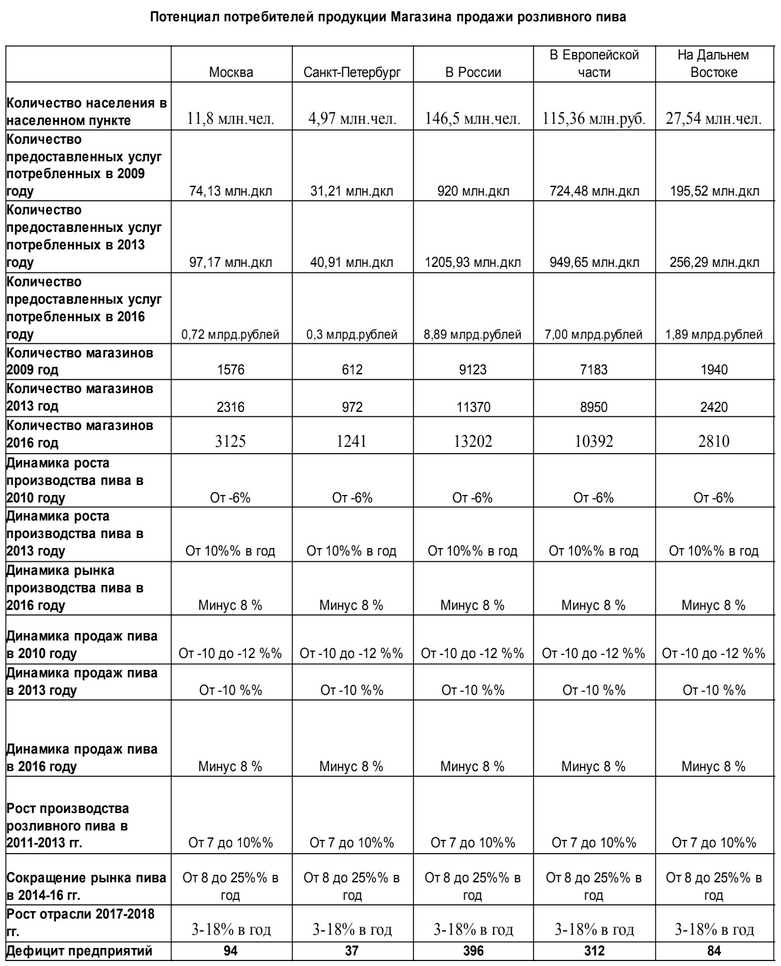 Потенциал потребителей продукции Магазина продажи розливного пива
Москва Санкт-Петербург В России В Европейской части На Дальнем Востоке
Количество населения в
населенном пункте 11,8 млн.чел. 4,97 млн.чел. 146,5 млн.чел. 115,36 млн.руб. 27,54 млн.чел.
Количество
предоставленных услуг
потребленных в 2009
году 74,13 млн.дкл 31,21 млн.дкл 920 млн.дкл 724,48 млн.дкл 195,52 млн.дкл
Количество
предоставленных услуг
потребленных в 2013
году 97,17 млн.дкл 40,91 млн.дкл 1205,93 млн.дкл 949,65 млн.дкл 256,29 млн.дкл
Количество
предоставленных услуг
потребленных в 2016
году 0,72 млрд.рублей 0,3 млрд.рублей 8,89 млрд.рублей 7,00 млрд.рублей 1,89 млрд.рублей
Количество магазинов
2009 год 1576 612 9123 7183 1940
Количество магазинов
2013 год 2316 972 11370 8950 2420
Количество магазинов
2016 год 3125 1241 13202 10392 2810
Динамика роста
производства пива в
2010 году От -6% От -6% От -6% От -6% От -6%
Динамика роста
производства пива в
2013 году От 10%% в год От 10%% в год От 10%% в год От 10%% в год От 10%% в год
Динамика рынка
производства пива в
2016 году Минус 8 % Минус 8 % Минус 8 % Минус 8 % Минус 8 %
Динамика продаж пива
в 2010 году От -10 до -12 %% От -10 до -12 %% От -10 до -12 %% От -10 до -12 %% От -10 до -12 %%
Динамика продаж пива
в 2013 году От -10 %% От -10 %% От -10 %% От -10 %% От -10 %%
Динамика продаж пива
в 2016 году Минус 8 % Минус 8 % Минус 8 % Минус 8 % Минус 8 %
Рост производства
розливного пива в
2011-2013 гг. От 7 до 10%% От 7 до 10%% От 7 до 10%% От 7 до 10%% От 7 до 10%%
Сокращение рынка пива От 8 до 25%% в От 8 до 25%% в От 8 до 25%% в От 8 до 25%% в От 8 до 25%% в
в 2014-16 гг. год год год год год
Рост отрасли 2017-2018
гг. 3-18% в год 3-18% в год 3-18% в год 3-18% в год 3-18% в год
Дефицит предприятий 94 37 396 312 84